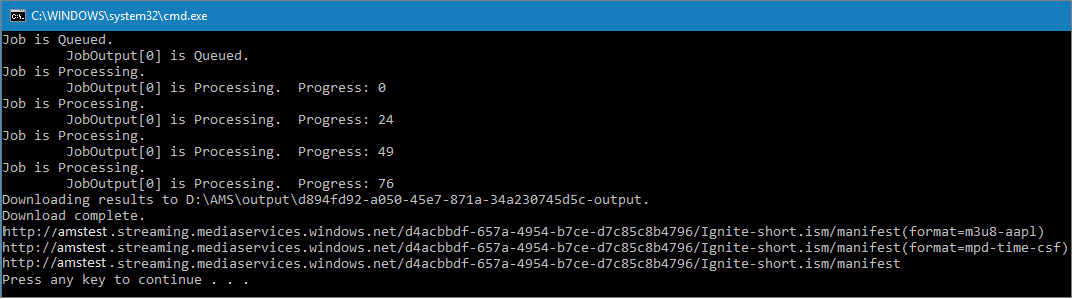 C:\WINDOWS\system32\cmd.exe
Job is Queued.
        JobOutput[0] is Queued.
Job is Processing.
        JobOutput[0] is Processing.  Progress: 0
Job is Processing.
        JobOutput[0] is Processing.  Progress: 24
Job is Processing.
        JobOutput[0] is Processing.  Progress: 49
Job is Processing.
        JobOutput[0] is Processing.  Progress: 76
Downloading results to D:\AMS\output\d894fd92-a050-45e7-871a-34a230745d5c-output.
Download complete.
http://amstest.streaming.mediaservices.windows.net/d4acbbdf-657a-4954-b7ce-d7c85c8b4796/Ignite-short.ism/manifest(format=m3u8-aapl)
http://amstest.streaming.mediaservices.windows.net/d4acbbdf-657a-4954-b7ce-d7c85c8b4796/Ignite-short.ism/manifest(format=mpd-time-csf)
http://amstest.streaming.mediaservices.windows.net/d4acbbdf-657a-4954-b7ce-d7c85c8b4796/Ignite-short.ism/manifest
Press any key to continue . . .